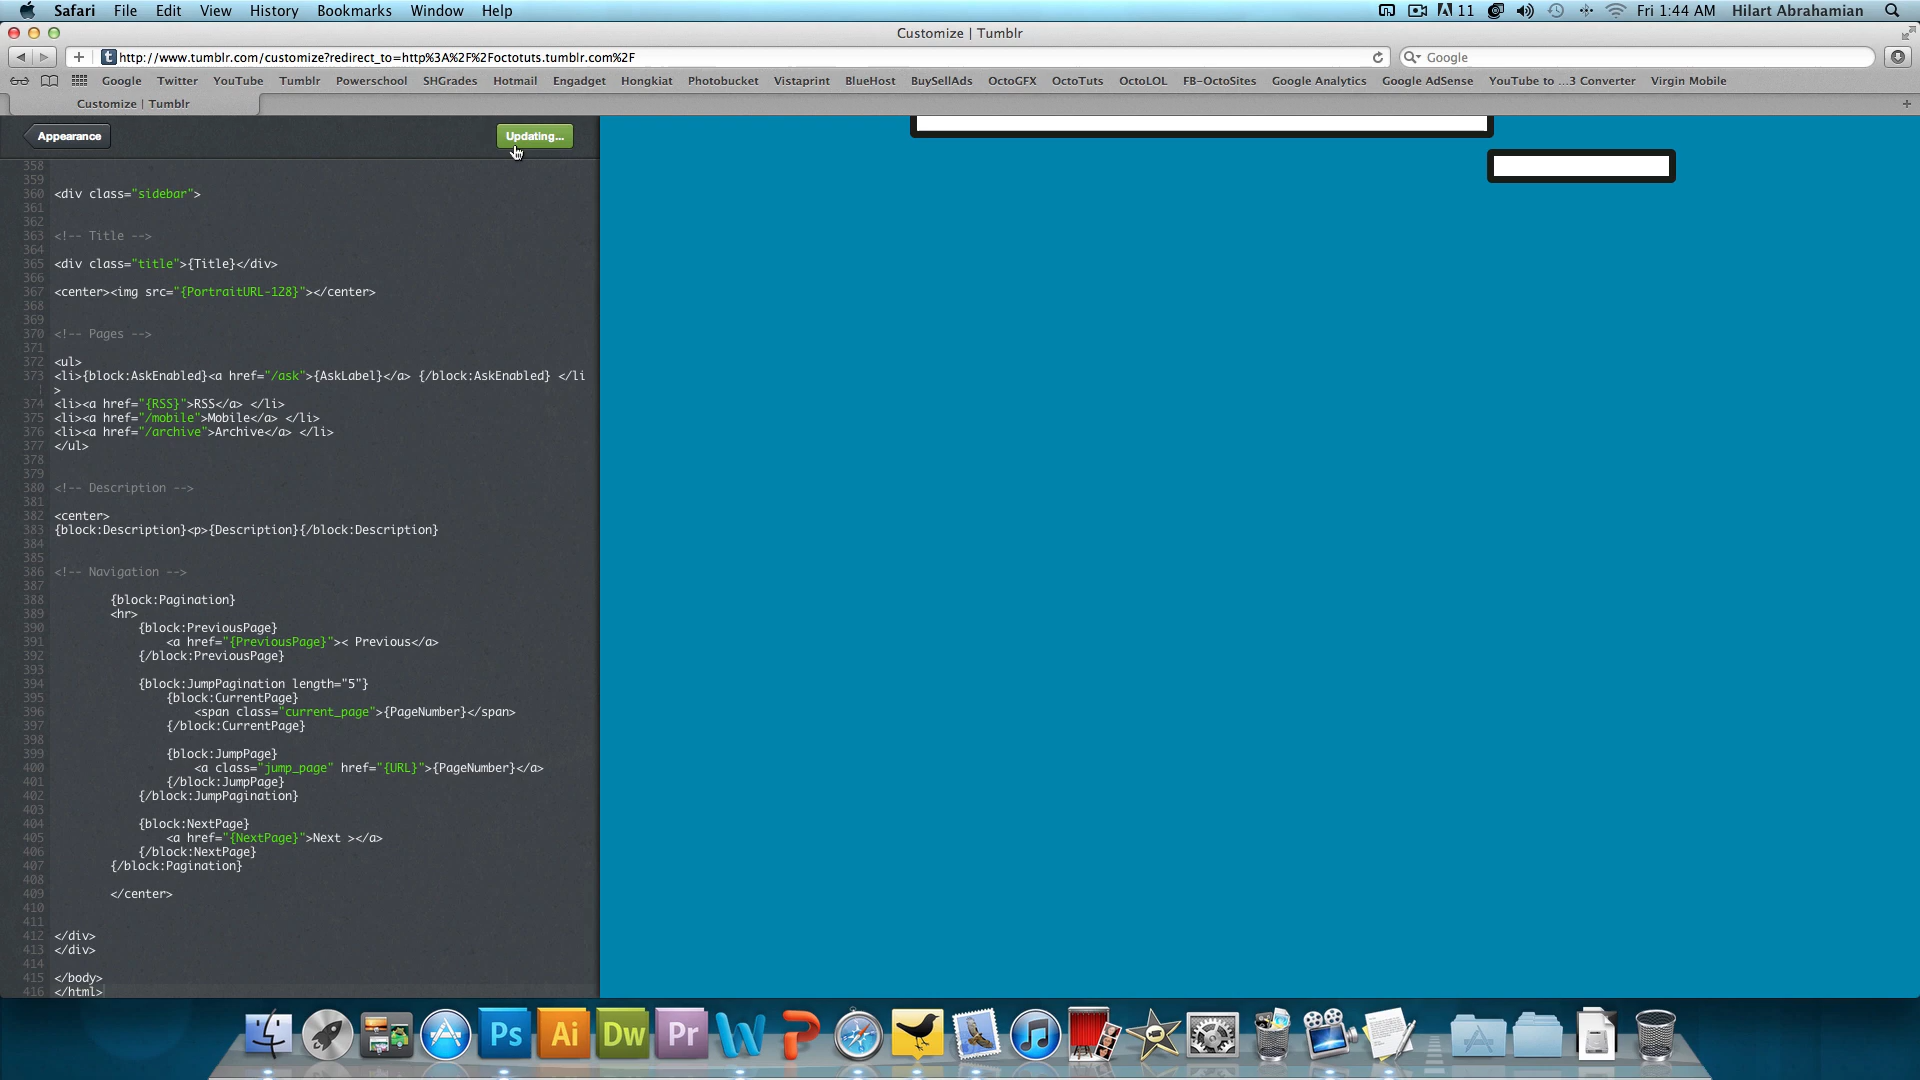 Safari File Edit View History Bookmarks Window Help 11 Fri 1:44 AM Hilart Abrahamian
Customize | Tumblr
http://www.tumblr.com/customize?redirect_to=http%3A%2F%2Foctotuts.tumblr.com%2F Google
Google Twitter YouTube Tumblr Powerschool SHGrades Hotmail Engadget Hongkiat Photobucket Vistaprint BlueHost BuySellAds OctoGFX OctoTuts OctoLOL FB-OctoSites Google Analytics Google AdSense YouTube to ...3 Converter Virgin Mobile
Customize | Tumblr
Appearance Updating...
358
359
360 <div class="sidebar">
361
362
363 <!-- Title -->
364
365 <div class="title">{Title}</div>
366
367 <center><img src="{PortraitURL-128}"></center>
368
369
370 <!-- Pages -->
371
372 <ul>
373 <li>{block:AskEnabled}<a href="/ask">{AskLabel}</a> {/block:AskEnabled} </li
>
374 <li><a href="{RSS}">RSS</a> </li>
375 <li><a href="/mobile">Mobile</a> </li>
376 <li><a href="/archive">Archive</a> </li>
377 </ul>
378
379
380 <!-- Description -->
381
382 <center>
383 {block:Description}<p>{Description}{/block:Description}
384
385
386 <!-- Navigation -->
387
388 {block:Pagination}
389 <hr>
390 {block:PreviousPage}
391 <a href="{PreviousPage}">< Previous</a>
392 {/block:PreviousPage}
393
394 {block:JumpPagination length="5"}
395 {block:CurrentPage}
396 <span class="current_page">{PageNumber}</span>
397 {/block:CurrentPage}
398
399 {block:JumpPage}
400 <a class="jump_page" href="{URL}">{PageNumber}</a>
401 {/block:JumpPage}
402 {/block:JumpPagination}
403
404 {block:NextPage}
405 <a href="{NextPage}">Next ></a>
406 {/block:NextPage}
407 {/block:Pagination}
408
409 </center>
410
411
412 </div>
413 </div>
414
415 </body>
416 </html>
Ps Ai Dw Pr